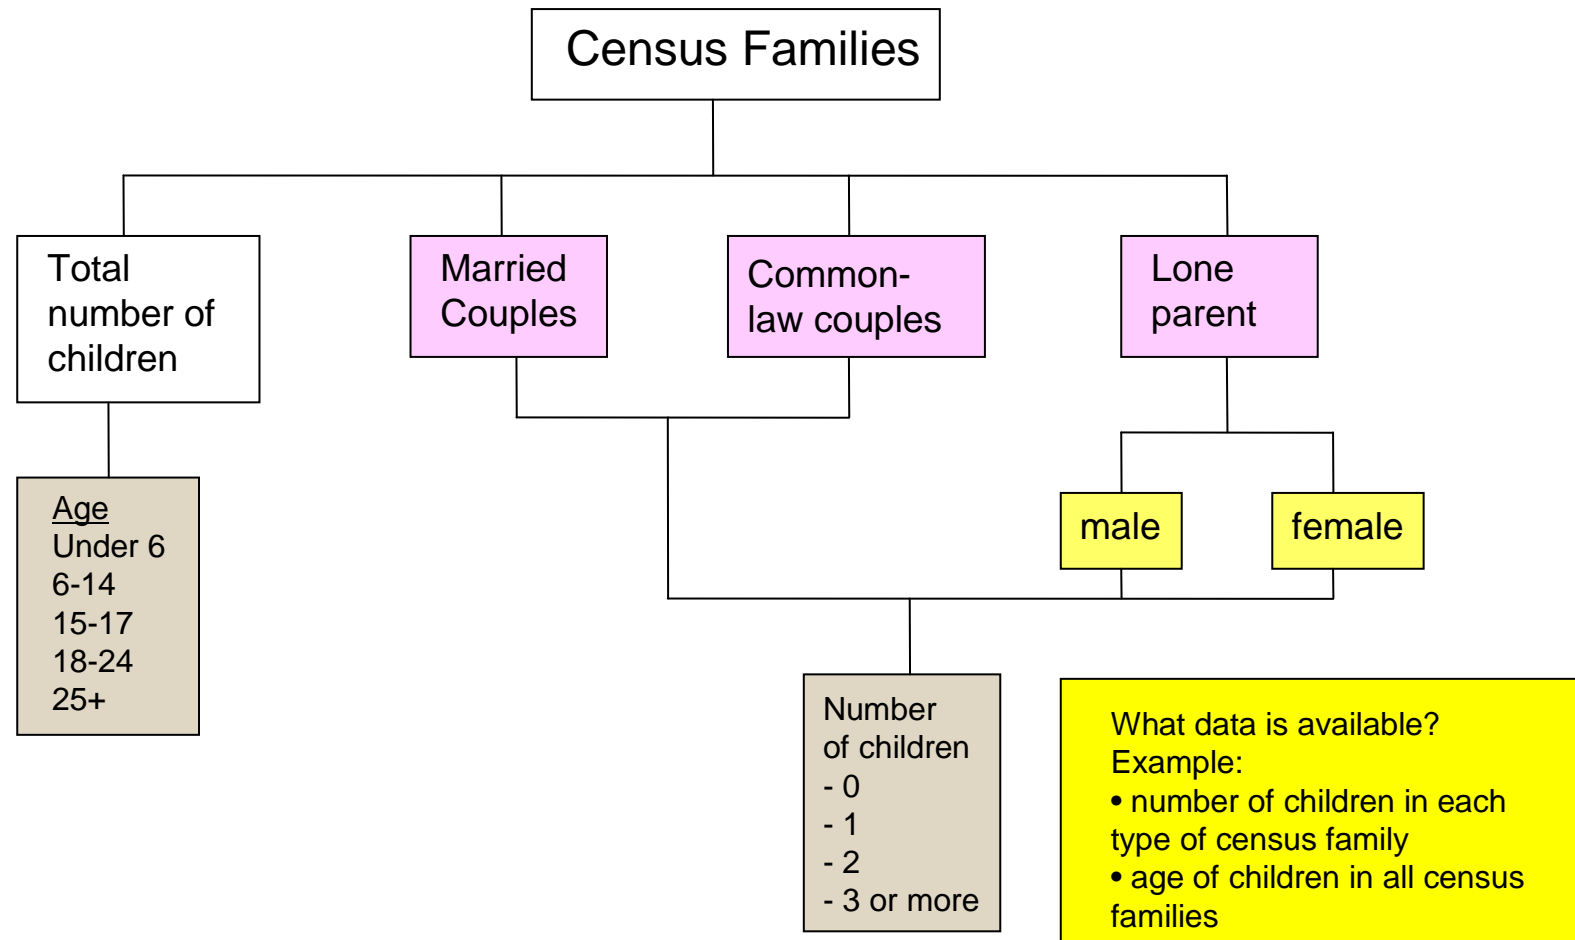 Census Families
Total
number of
children
Married
Couples
Common-
law couples
Lone
parent
Age
Under 6
6-14
15-17
18-24
25+
male
female
Number
of children
- 0
- 1
- 2
- 3 or more
What data is available?
Example:
• number of children in each
type of census family
• age of children in all census
families